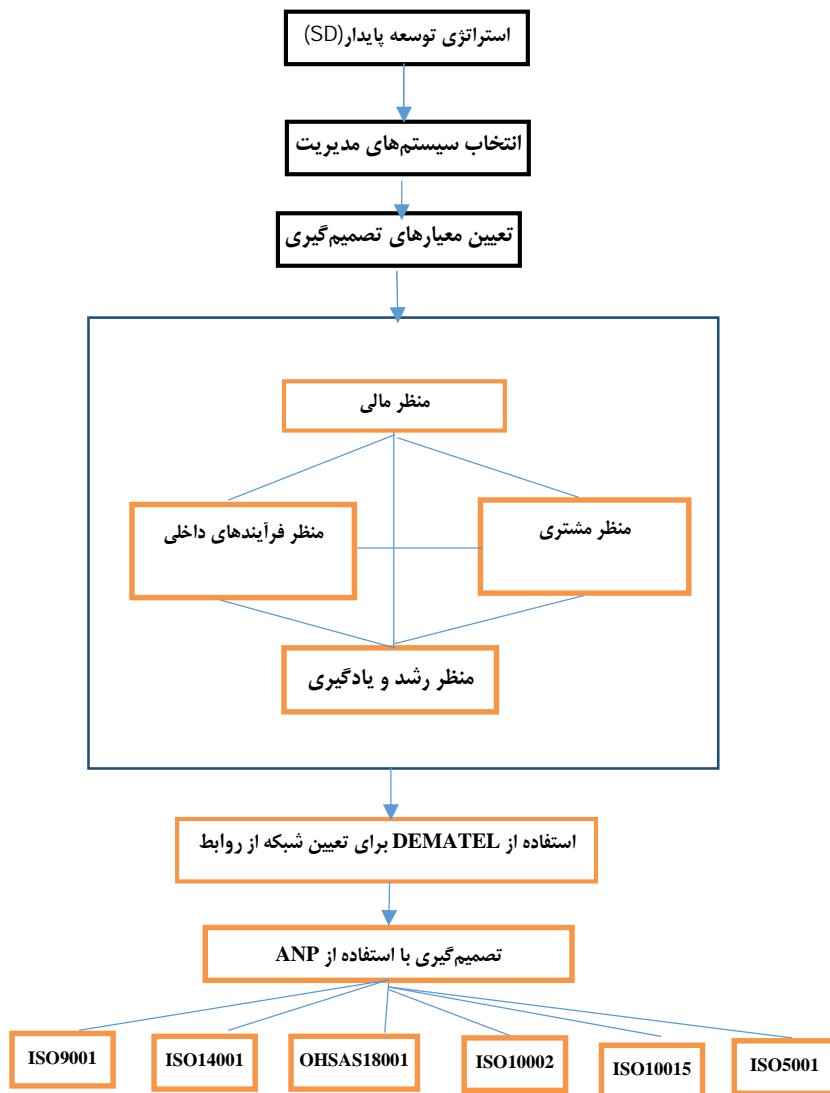 استراتژی توسعه پایدار(SD)
انتخاب سیستم‌های مدیریت
تعیین معیارهای تصمیم‌گیری
منظر مالی
منظر مشتری
منظر فرآیندهای داخلی
منظر رشد و یادگیری
استفاده از DEMATEL برای تعیین شبکه از روابط
تصمیم‌گیری با استفاده از ANP
ISO9001
ISO14001
OHSAS18001
ISO10002
ISO10015
ISO5001